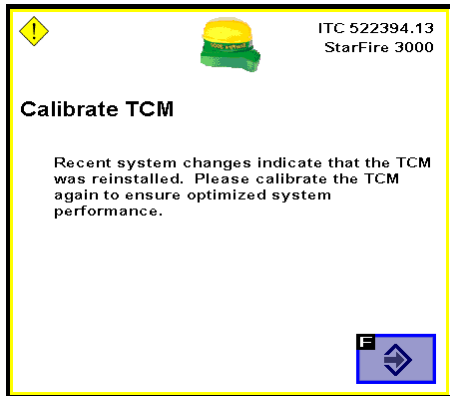 !
ITC 522394.13
StarFire 3000
Calibrate TCM
Recent system changes indicate that the TCM
was reinstalled. Please calibrate the TCM
again to ensure optimized system
performance.
E